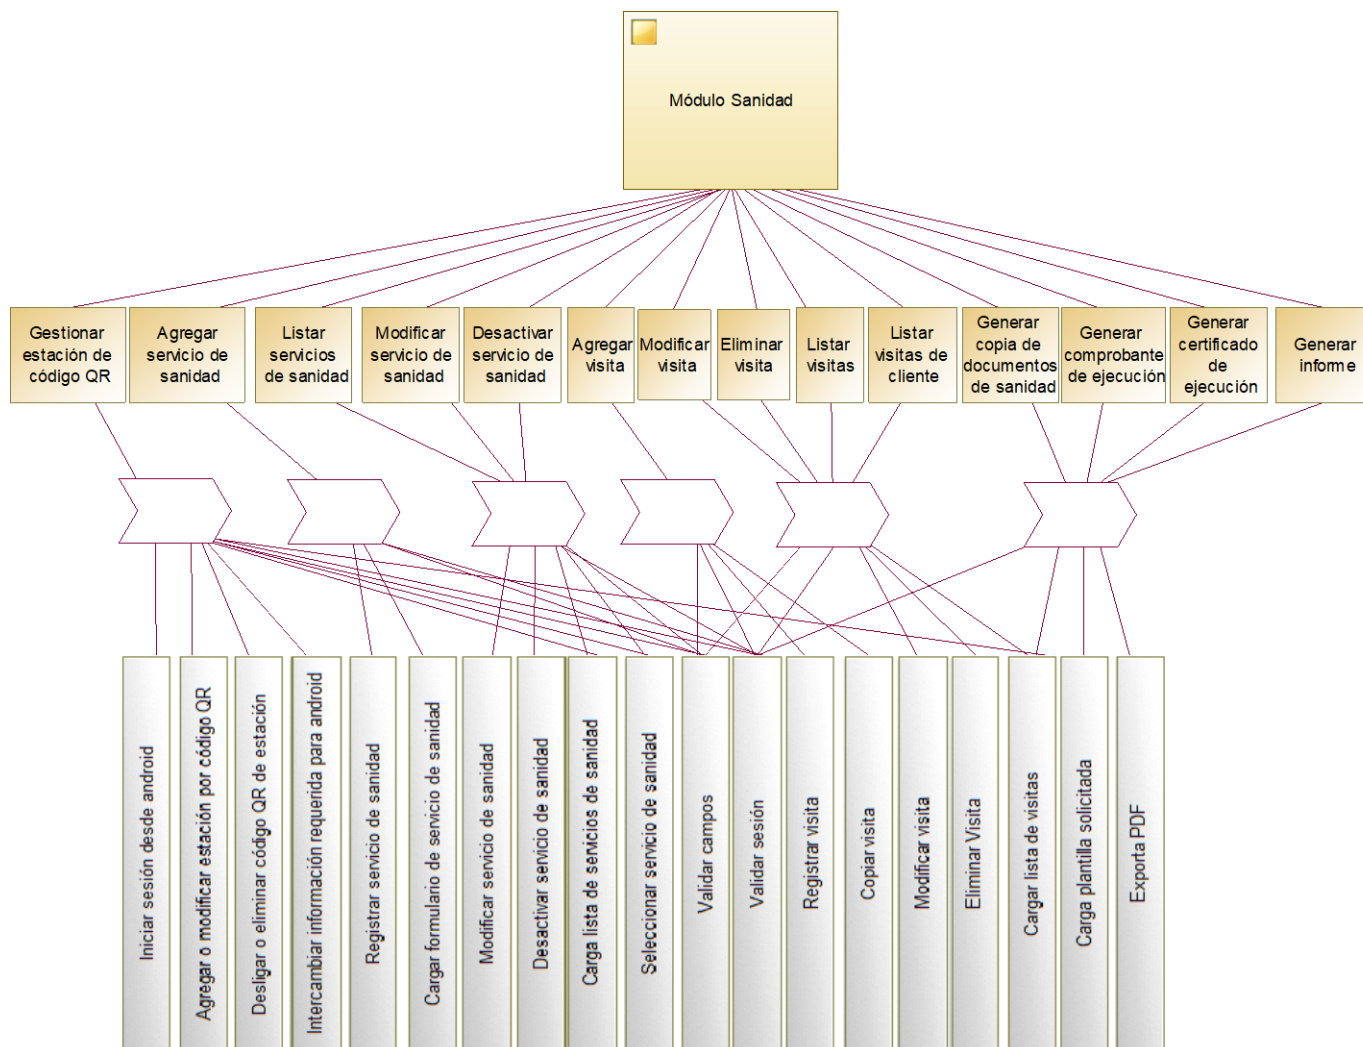 Módulo Sanidad
Gestionar
estación de
código QR
Agregar
servicio de
sanidad
Listar
servicios
de sanidad
Modificar
servicio de
sanidad
Desactivar
servicio de
sanidad
Agregar
visita
Modificar
visita
Eliminar
visita
Listar
visitas
Listar
visitas de
cliente
Generar
copia de
documentos
de sanidad
Generar
comprobante
de ejecución
Generar
certificado
de
ejecución
Generar
informe
Iniciar sesión desde android
Agregar o modificar estación por código QR
Desligar o eliminar código QR de estación
Intercambiar información requerida para android
Registrar servicio de sanidad
Cargar formulario de servicio de sanidad
Modificar servicio de sanidad
Desactivar servicio de sanidad
Carga lista de servicios de sanidad
Seleccionar servicio de sanidad
Validar campos
Validar sesión
Registrar visita
Copiar visita
Modificar visita
Eliminar Visita
Cargar lista de visitas
Carga plantilla solicitada
Exporta PDF